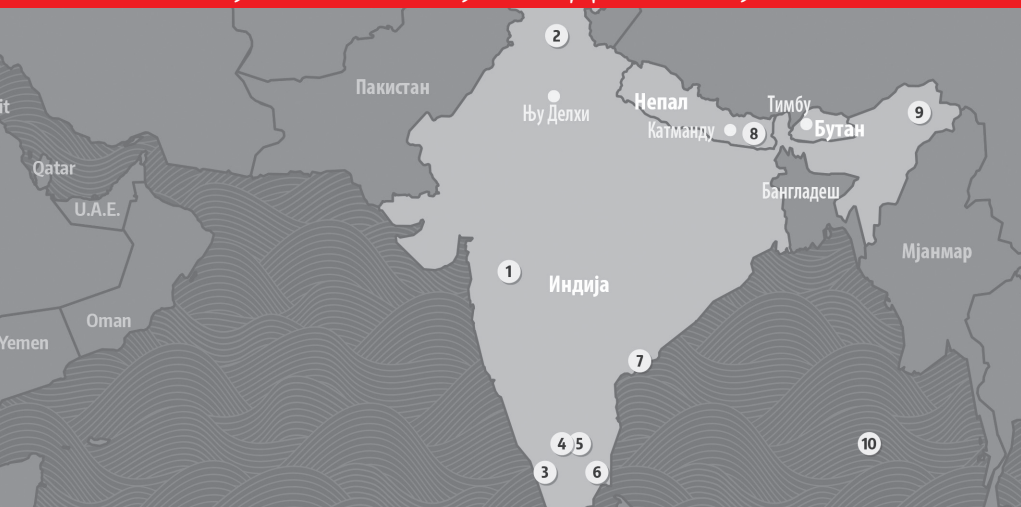 2
Пакистан
Њу Делхи
Непал
Тимбу
9
it
Катманду
8
Бутан
Qatar
Бангладеш
U.A.E.
Мјанмар
1
Индија
Oman
Yemen
7
4
5
10
3
6